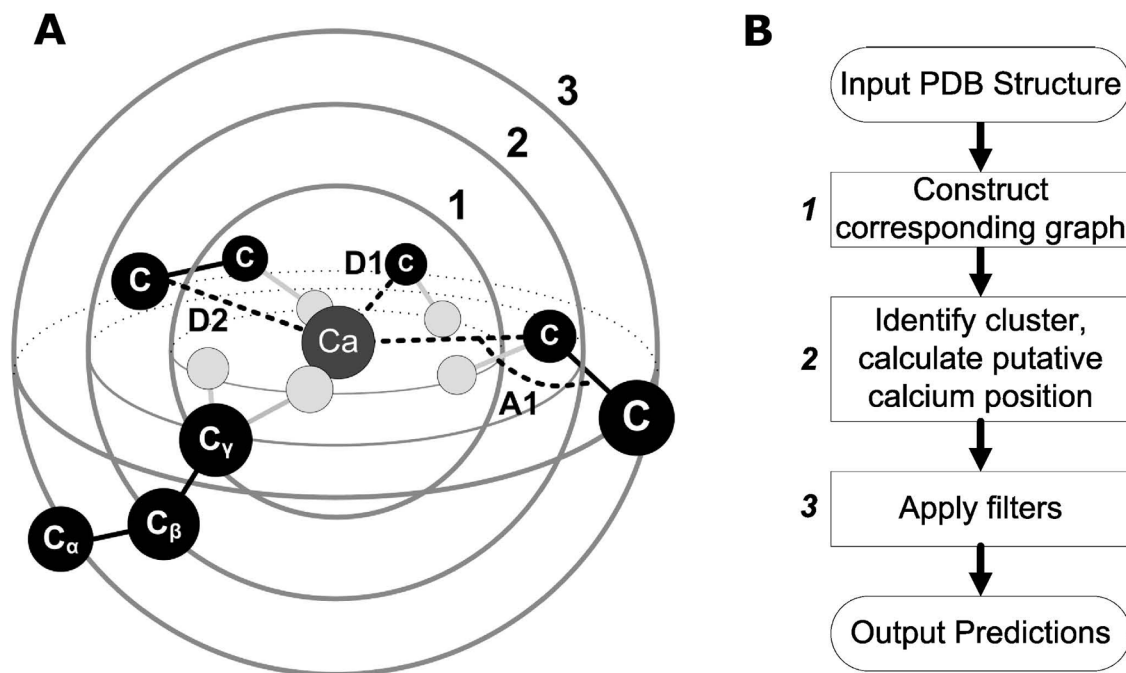 A
3
2
1
C
C
D1
C
D2
Ca
C
A1
C
Cγ
Cβ
Cα
B
Input PDB Structure
1
Construct
corresponding graph
2
Identify cluster,
calculate putative
calcium position
3
Apply filters
Output Predictions